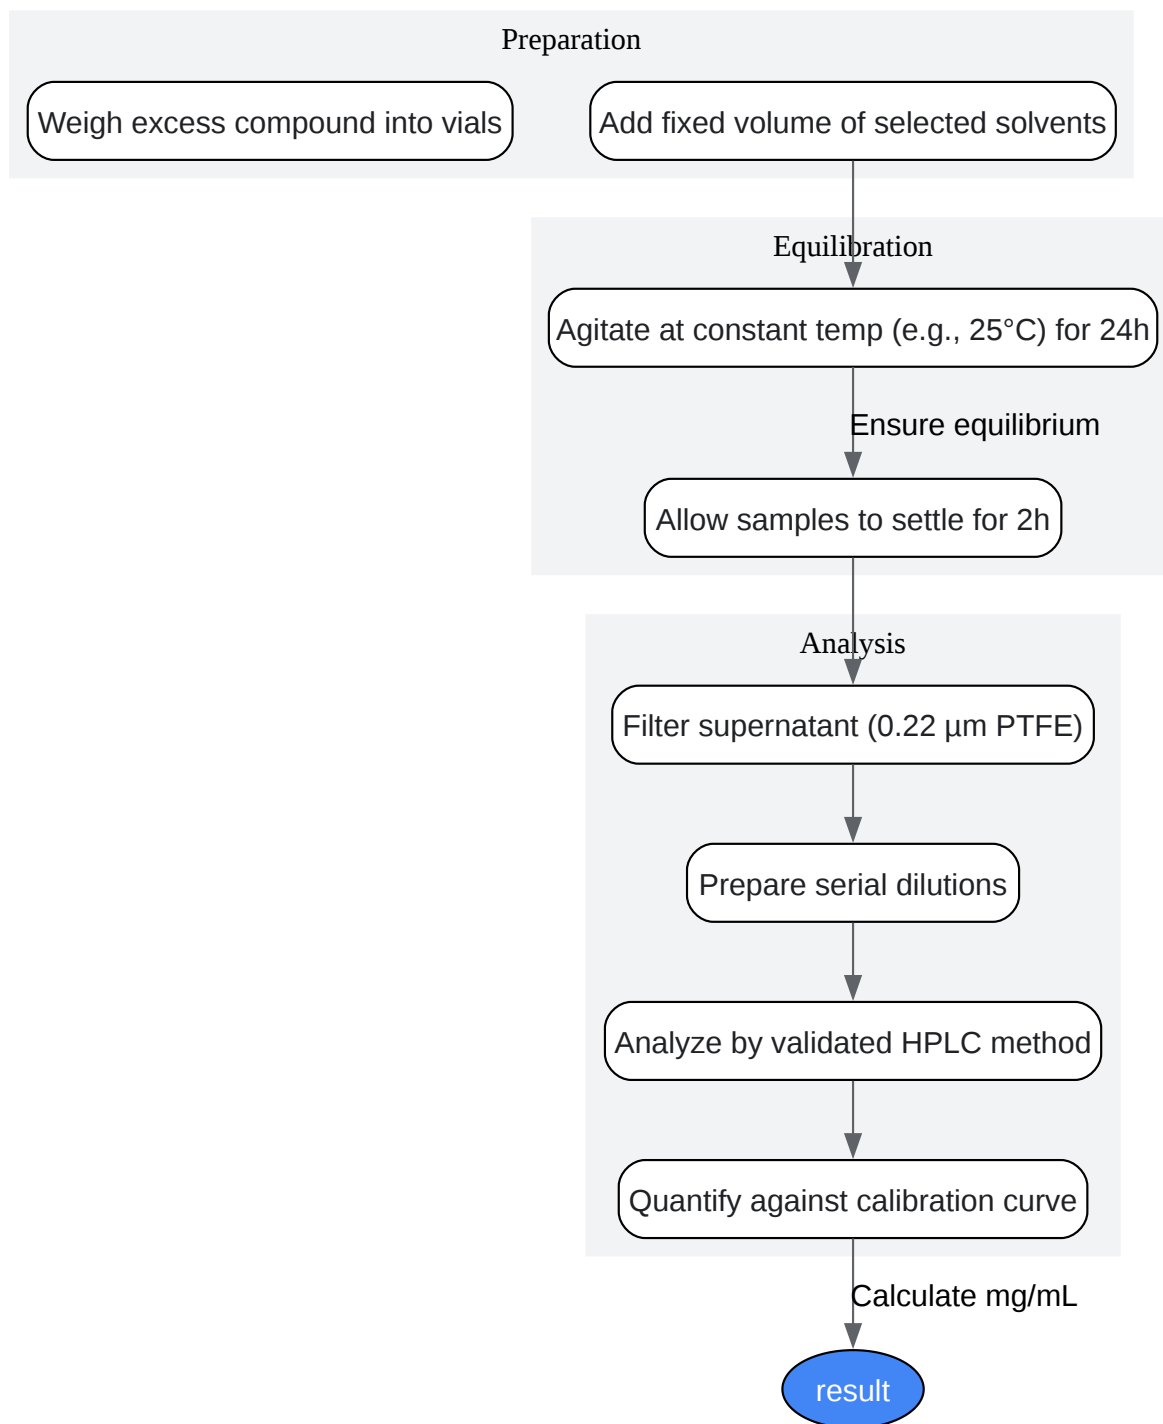 Preparation
Weigh excess compound into vials
Add fixed volume of selected solvents
Equilibration
Agitate at constant temp (e.g., 25°C) for 24h
Ensure equilibrium
Allow samples to settle for 2h
Analysis
Filter supernatant (0.22 µm PTFE)
Prepare serial dilutions
Analyze by validated HPLC method
Quantify against calibration curve
Calculate mg/mL
result